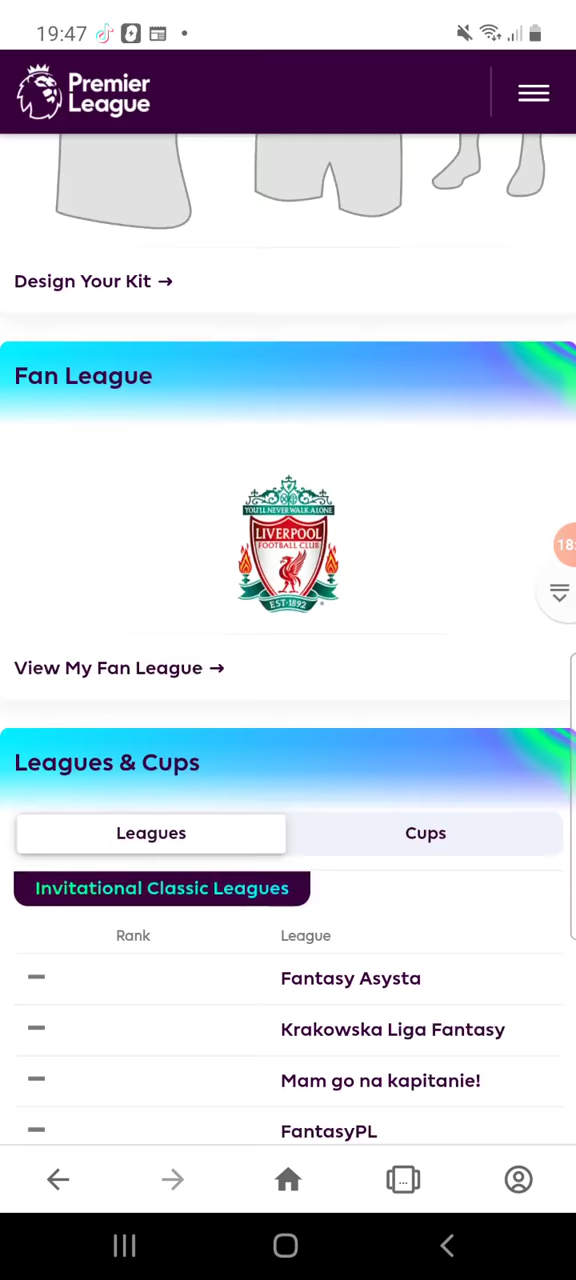 19:47
Premier
League
Design Your Kit →
Fan League
YOU'LL NEVER WALK ALONE
LIVERPOOL
FOOTBALL CLUB
EST·1892
18:
View My Fan League →
Leagues & Cups
Leagues Cups
Invitational Classic Leagues
Rank League
Fantasy Asysta
Krakowska Liga Fantasy
Mam go na kapitanie!
FantasyPL